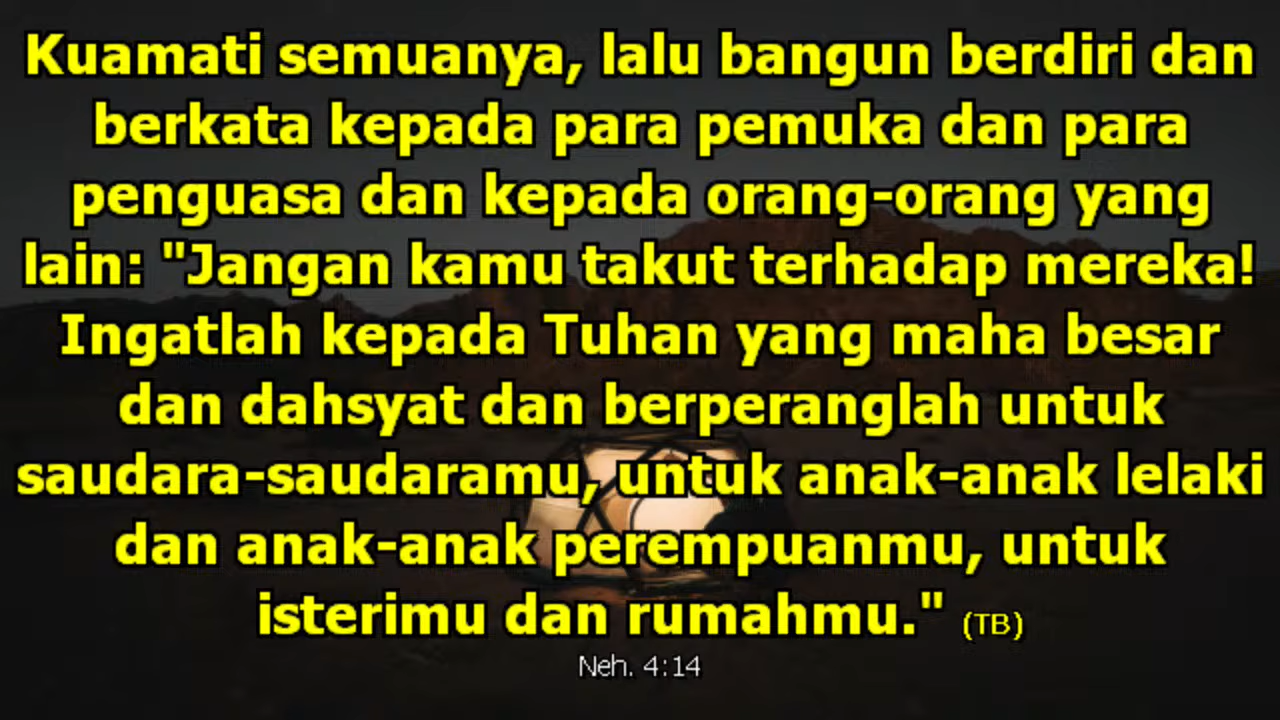 Kuamati semuanya, lalu bangun berdiri dan
berkata kepada para pemuka dan para
penguasa dan kepada orang-orang yang
lain: "Jangan kamu takut terhadap mereka!
Ingatlah kepada Tuhan yang maha besar
dan dahsyat dan berperanglah untuk
saudara-saudaramu, untuk anak-anak lelaki
dan anak-anak perempuanmu, untuk
isterimu dan rumahmu." (TB)
Neh. 4:14